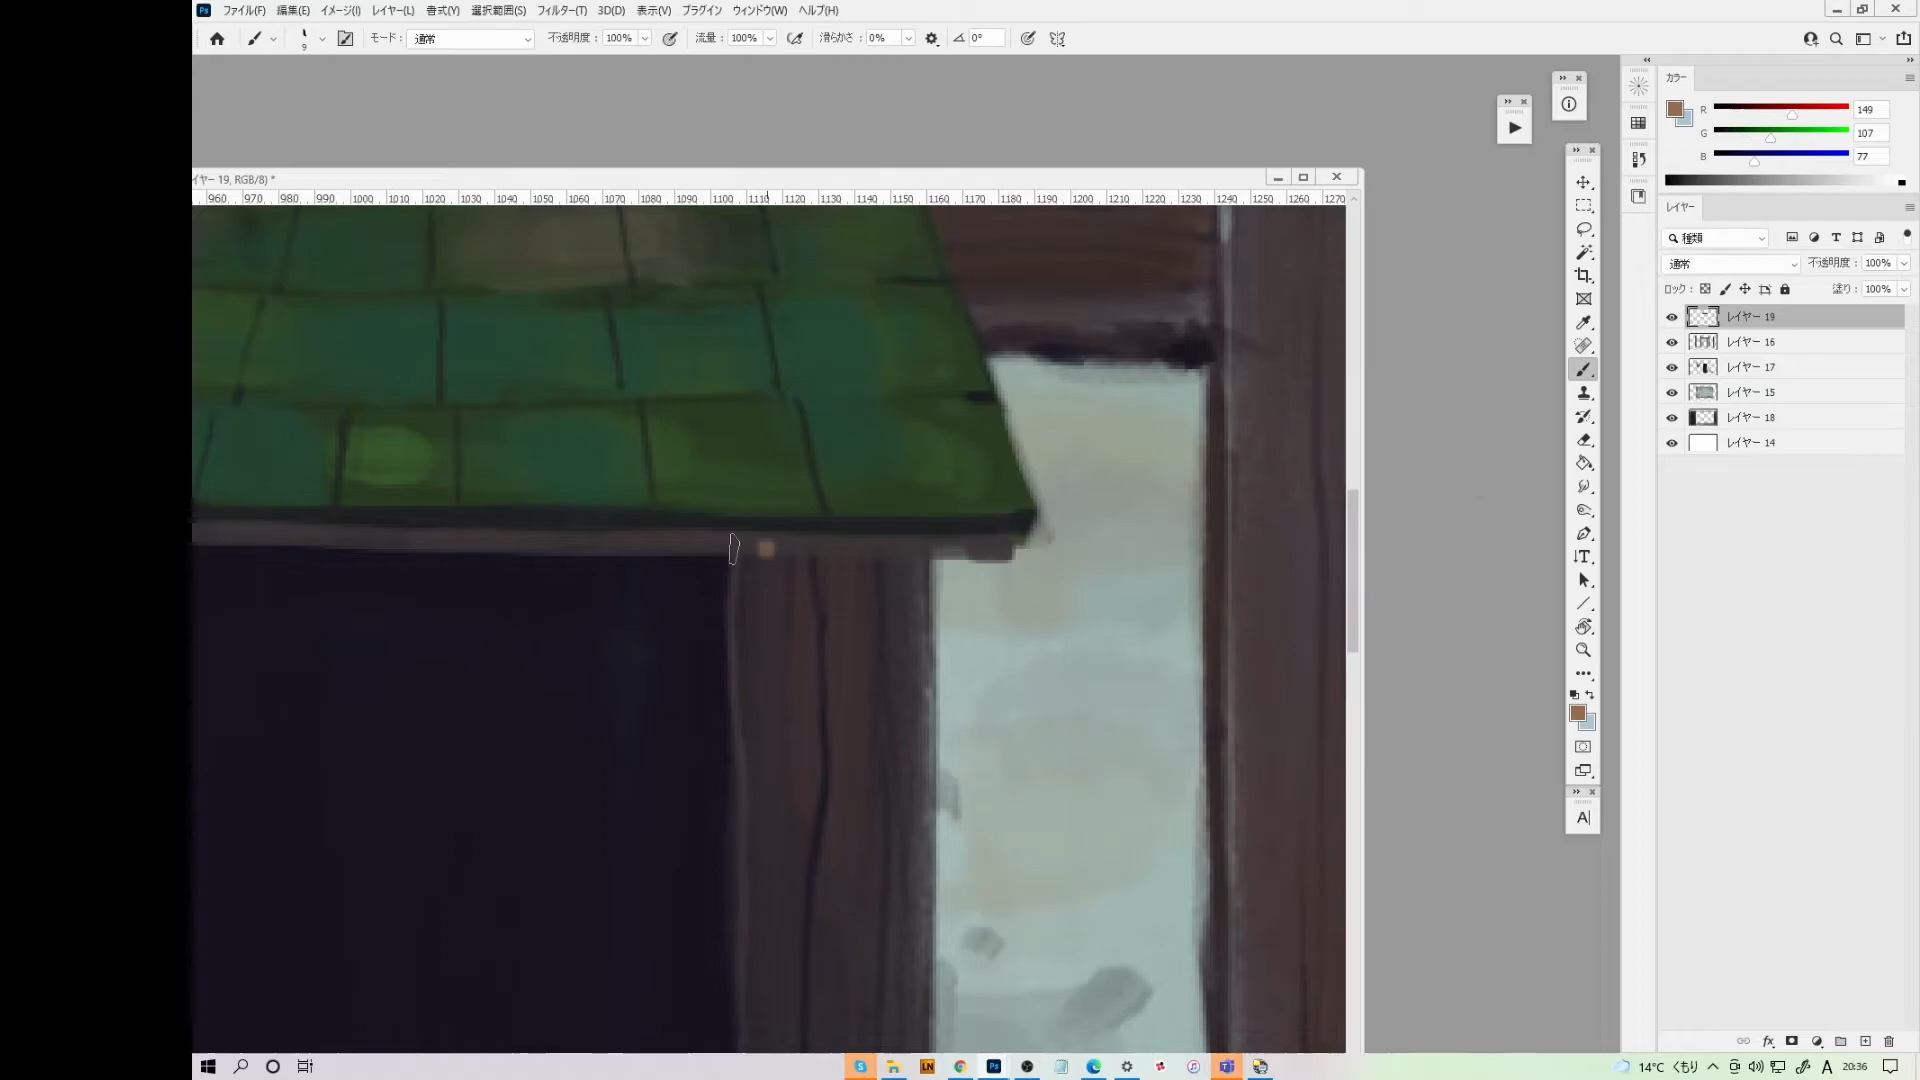 Ps ファイル(F) 編集(E) イメージ(I) レイヤー(L) 書式(Y) 選択範囲(S) フィルター(T) 3D(D) 表示(V) プラグイン ウィンドウ(W) ヘルプ(H)
9 モード: 通常 不透明度: 100% 流量: 100% 滑らかさ: 0% 0°
カラー
R 149
G 107
B 77
イヤー 19, RGB/8) *
960 970 980 990 1000 1010 1020 1030 1040 1050 1060 1070 1080 1090 1100 1110 1120 1130 1140 1150 1160 1170 1180 1190 1200 1210 1220 1230 1240 1250 1260 1270
レイヤー
種類
通常 不透明度: 100%
ロック: 塗り: 100%
レイヤー 19
レイヤー 16
レイヤー 17
レイヤー 15
レイヤー 18
レイヤー 14
A|
fx
14°C くもり A 20:36